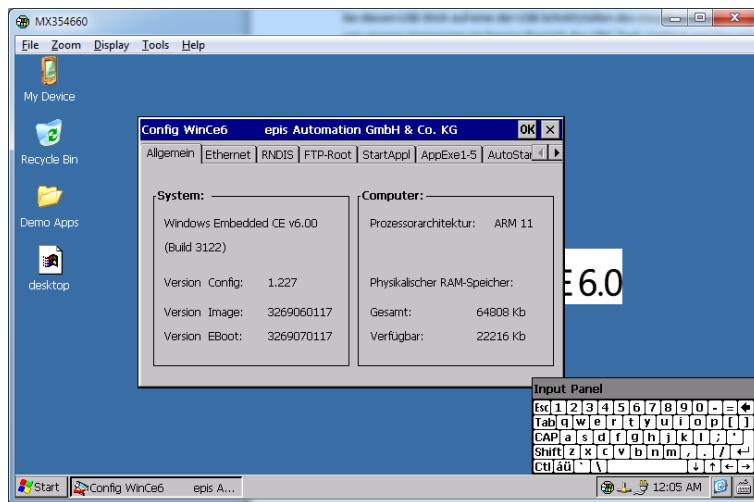 MX354660
File Zoom Display Tools Help
My Device
Recycle Bin
Demo Apps
desktop
Config WinCe6 epis Automation GmbH & Co. KG OK ×
Allgemein Ethernet RNDIS FTP-Root StartAppl AppExe1-5 AutoStar
System:
Windows Embedded CE v6.00
(Build 3122)
Version Config: 1.227
Version Image: 3269060117
Version EBoot: 3269070117
Computer:
Prozessorarchitektur: ARM 11
Physikalischer RAM-Speicher:
Gesamt: 64808 Kb
Verfügbar: 22216 Kb
E 6.0
Input Panel
Esc 1 2 3 4 5 6 7 8 9 0 - =
Tab q w e r t y u i o p [ ]
CAP a s d f g h j k l ; '
Shift z x c v b n m , . /
Ctl áü ` \
Start Config WinCe6 epis A... 12:05 AM